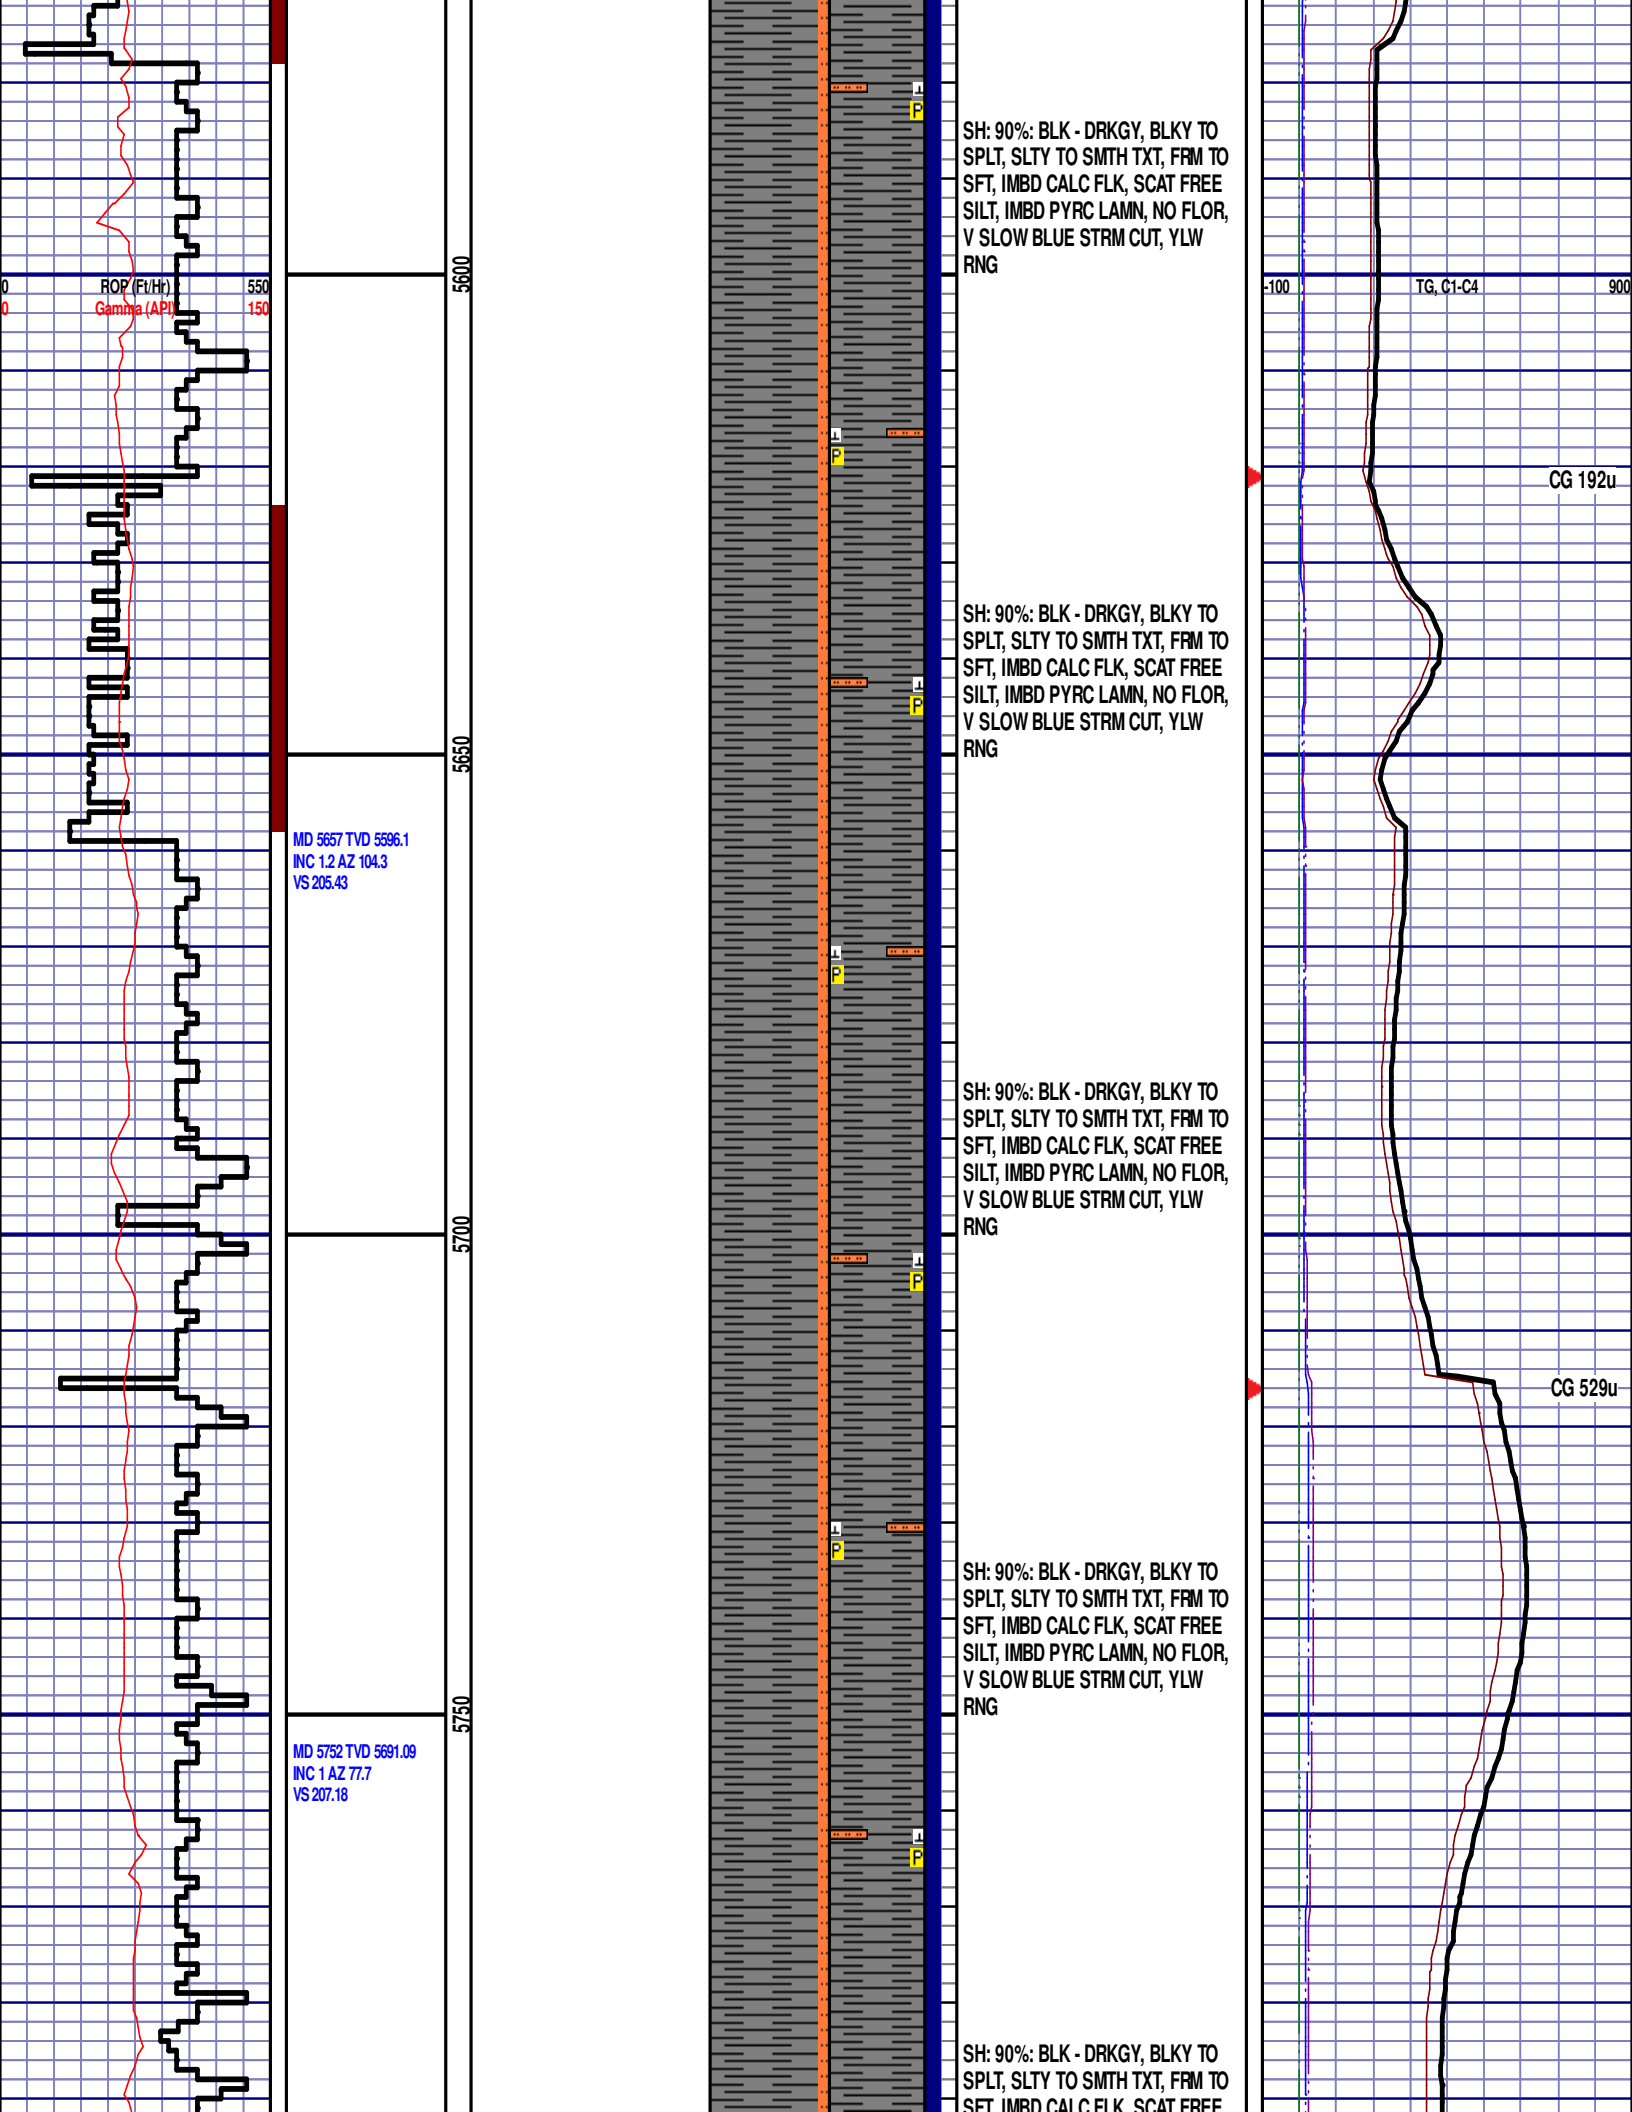 SH: 90%: BLK - DRKGY, BLKY TO
SPLT, SLTY TO SMTH TXT, FRM TO
SFT, IMBD CALC FLK, SCAT FREE
SILT, IMBD PYRC LAMN, NO FLOR,
V SLOW BLUE STRM CUT, YLW
RNG
P
5600
0 ROP (Ft/Hr) 550
0 Gamma (API) 150
-100 TG, C1-C4 900
P
CG 192u
SH: 90%: BLK - DRKGY, BLKY TO
SPLT, SLTY TO SMTH TXT, FRM TO
SFT, IMBD CALC FLK, SCAT FREE
SILT, IMBD PYRC LAMN, NO FLOR,
V SLOW BLUE STRM CUT, YLW
RNG
P
5650
MD 5657 TVD 5596.1
INC 1.2 AZ 104.3
VS 205.43
P
SH: 90%: BLK - DRKGY, BLKY TO
SPLT, SLTY TO SMTH TXT, FRM TO
SFT, IMBD CALC FLK, SCAT FREE
SILT, IMBD PYRC LAMN, NO FLOR,
V SLOW BLUE STRM CUT, YLW
RNG
5700
P
CG 529u
P
SH: 90%: BLK - DRKGY, BLKY TO
SPLT, SLTY TO SMTH TXT, FRM TO
SFT, IMBD CALC FLK, SCAT FREE
SILT, IMBD PYRC LAMN, NO FLOR,
V SLOW BLUE STRM CUT, YLW
RNG
5750
MD 5752 TVD 5691.09
INC 1 AZ 77.7
VS 207.18
P
SH: 90%: BLK - DRKGY, BLKY TO
SPLT, SLTY TO SMTH TXT, FRM TO
SFT, IMBD CALC FLK, SCAT FREE